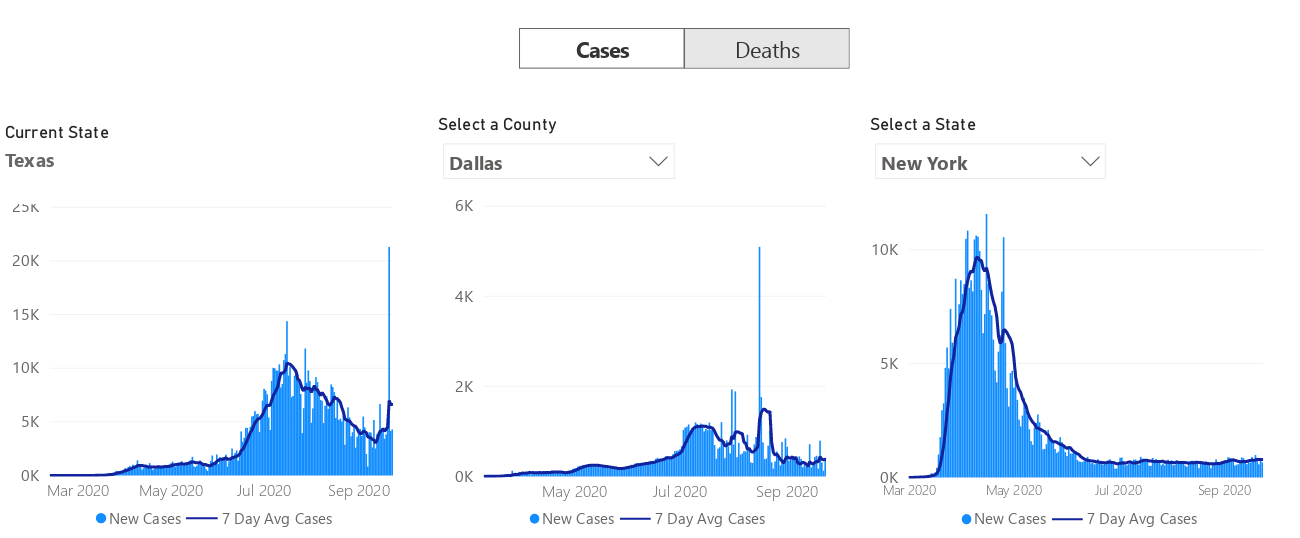 Cases Deaths
Current State
Texas
25K
20K
15K
10K
5K
0K
Mar 2020 May 2020 Jul 2020 Sep 2020
New Cases 7 Day Avg Cases
Select a County
Dallas
6K
4K
2K
0K
May 2020 Jul 2020 Sep 2020
New Cases 7 Day Avg Cases
Select a State
New York
10K
5K
0K
Mar 2020 May 2020 Jul 2020 Sep 2020
New Cases 7 Day Avg Cases